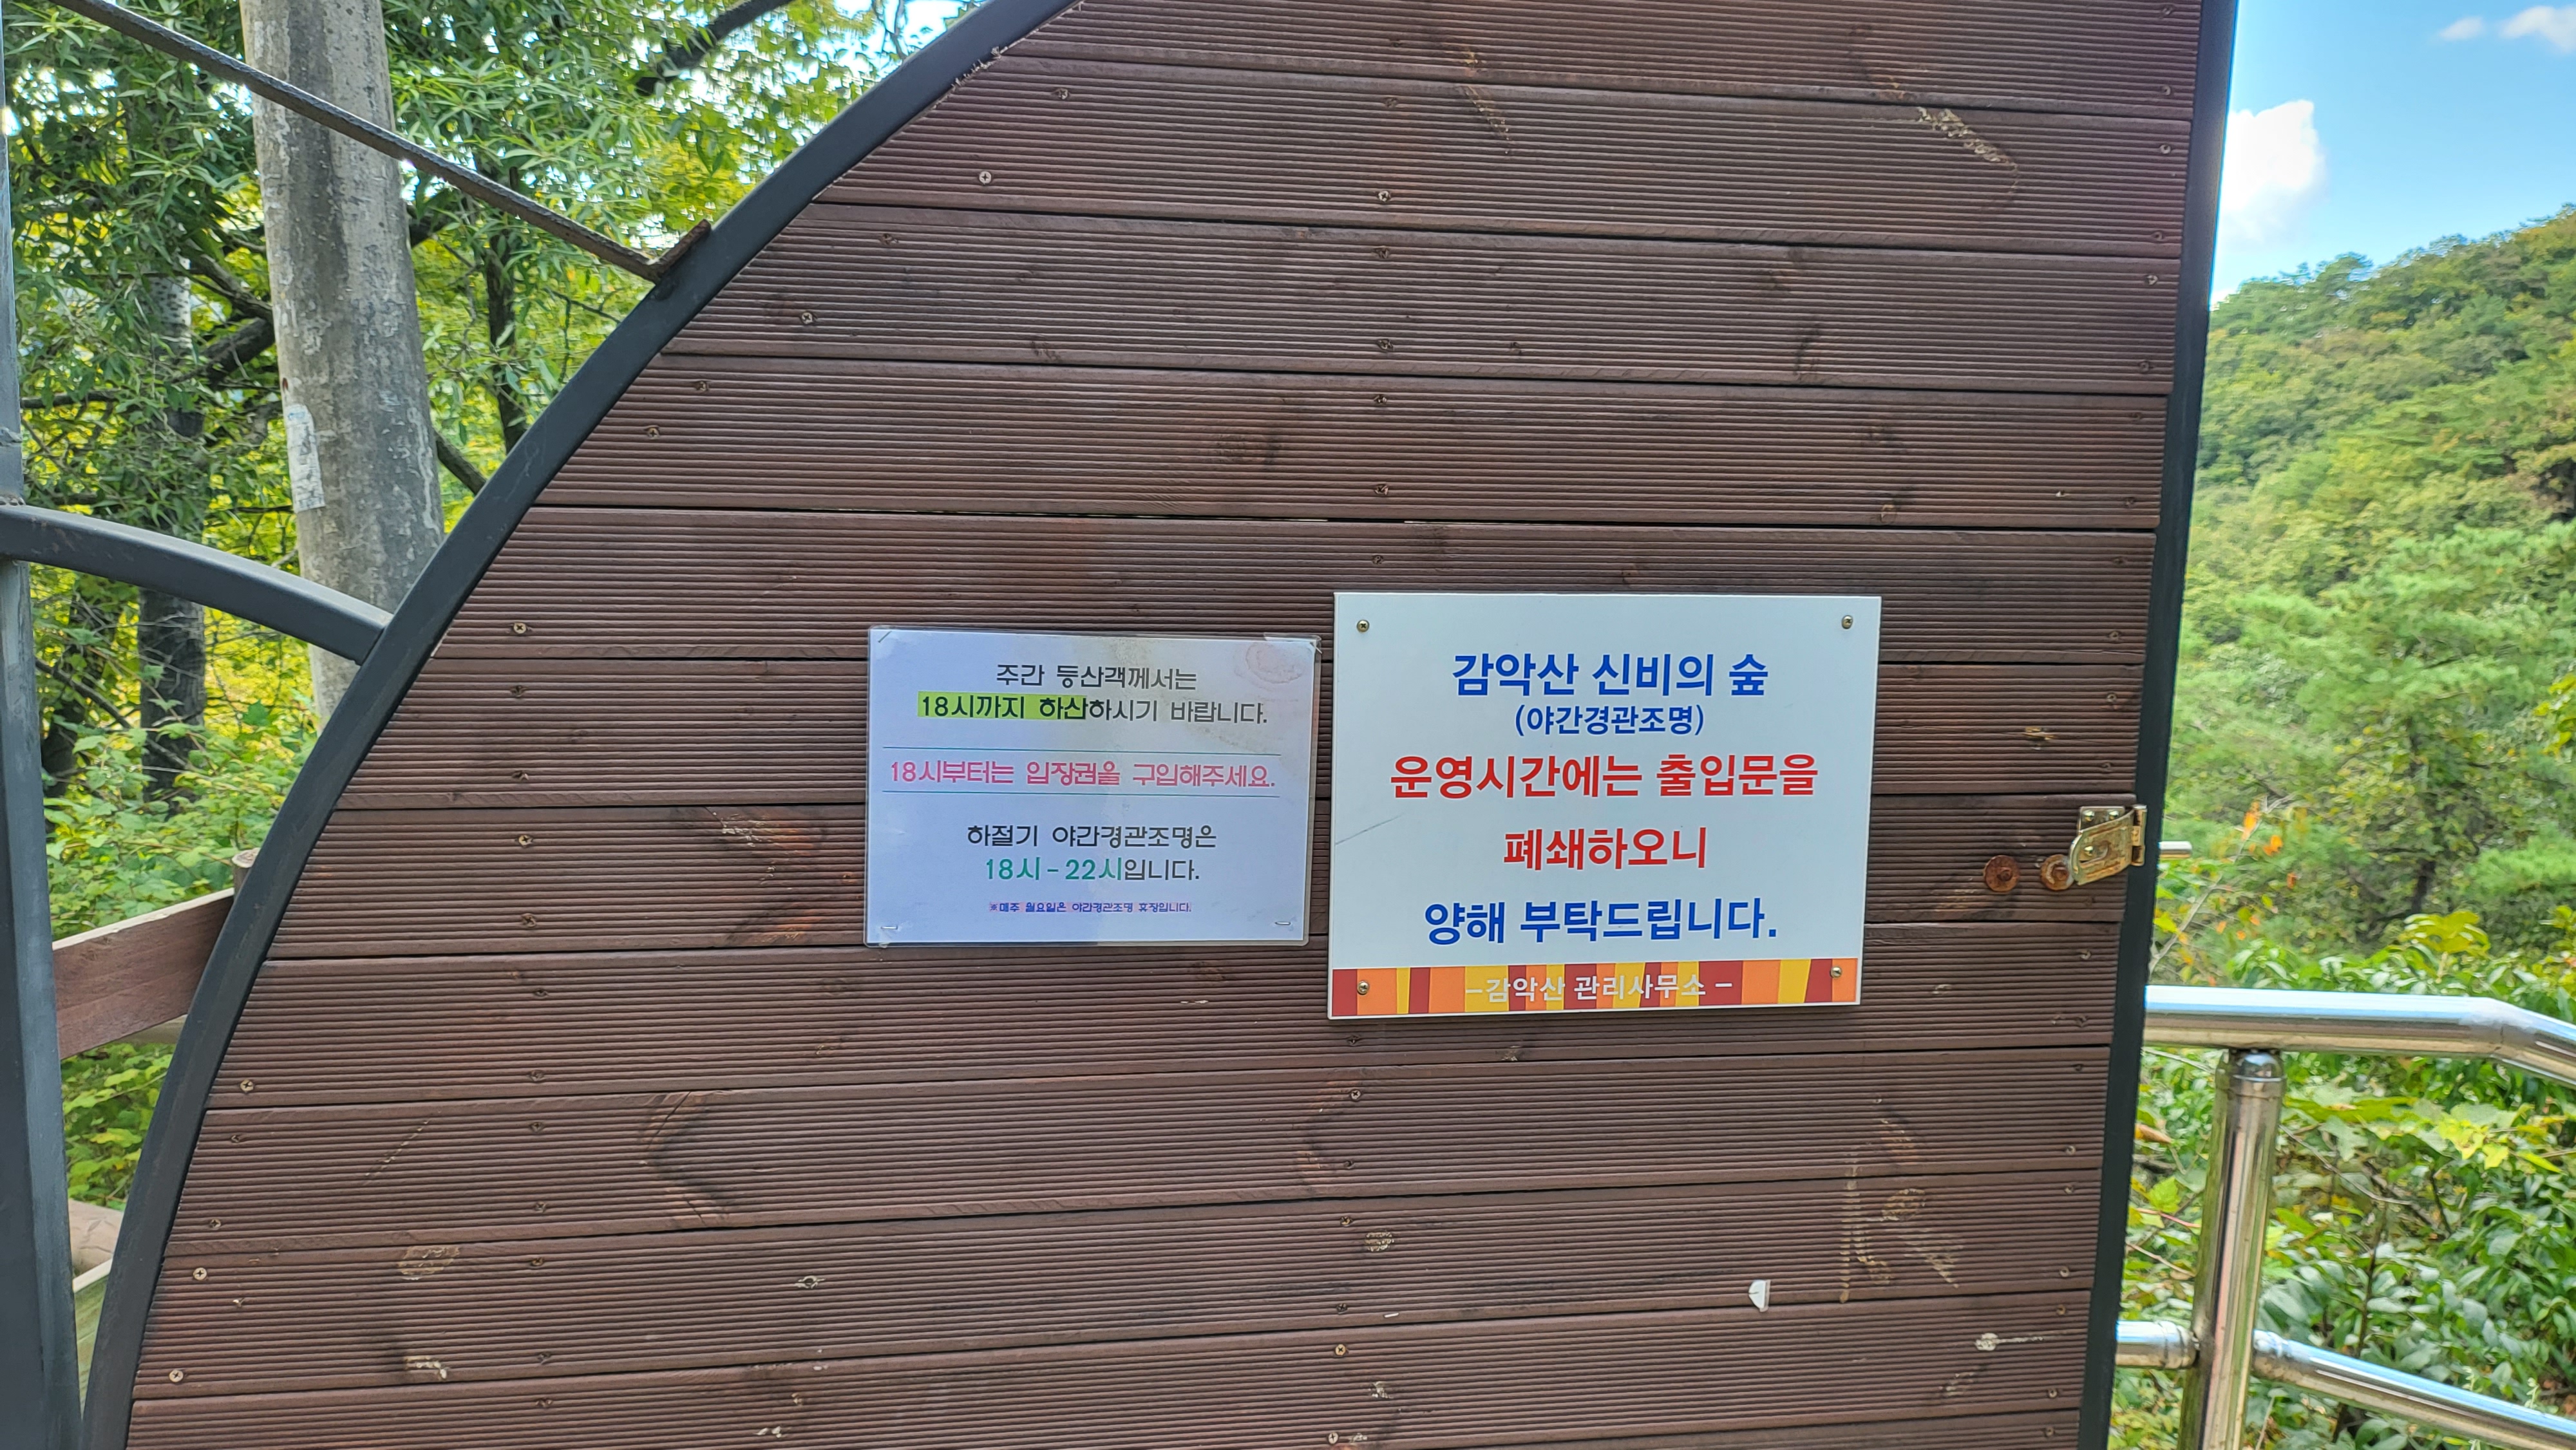 주간 등산객께서는
18시까지 하산하시기 바랍니다.
18시부터는 입장권을 구입해주세요.
하절기 야간경관조명은
18시-22시입니다.
※매주 월요일은 야간경관조명 휴장입니다.
감악산 신비의 숲
(야간경관조명)
운영시간에는 출입문을
폐쇄하오니
양해 부탁드립니다.
-감악산 관리사무소-